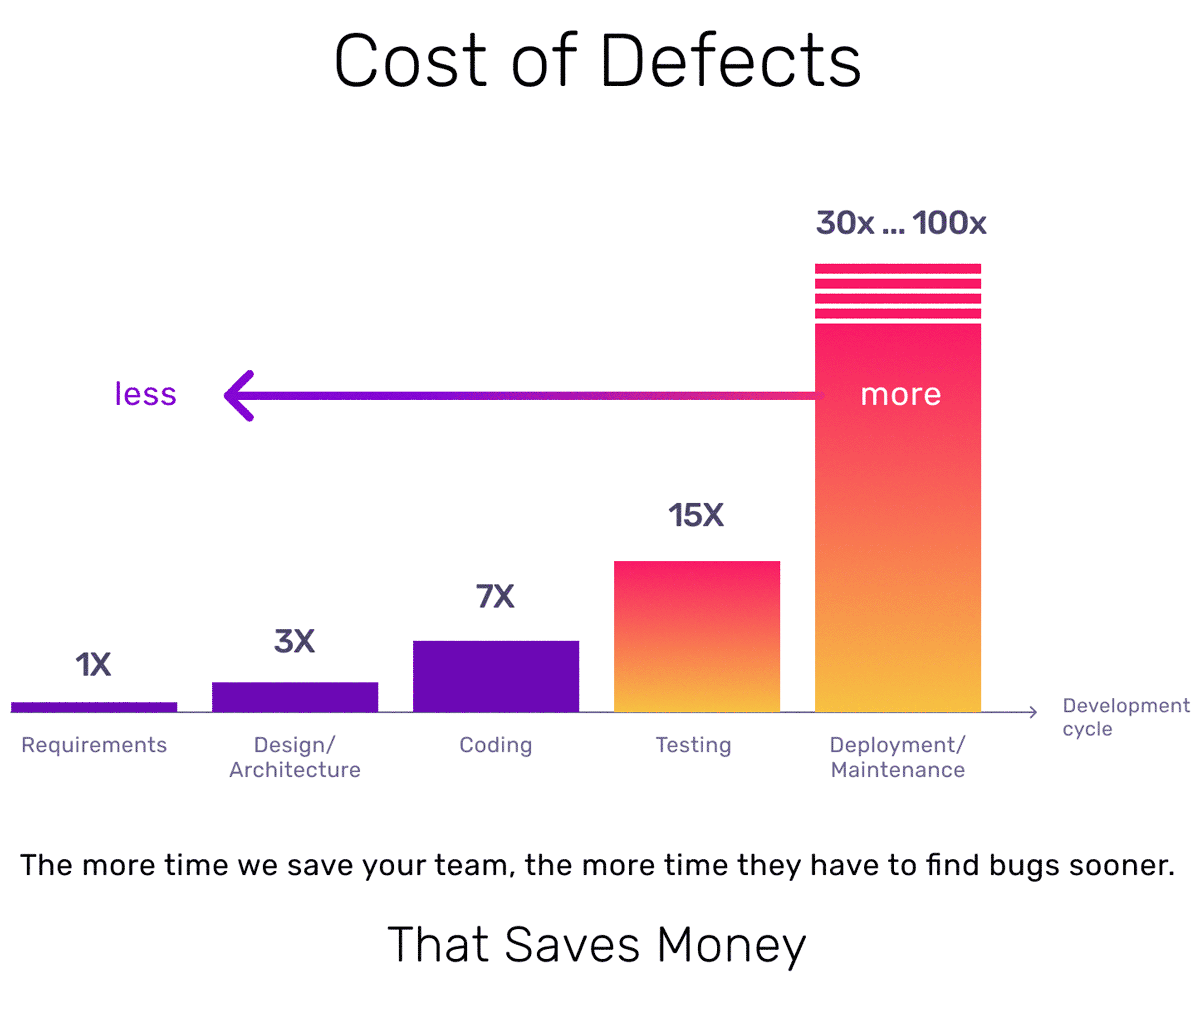 Cost of Defects
30x ... 100x
less
more
15X
7X
3X
1X
Development
cycle
Requirements
Design/
Architecture
Coding
Testing
Deployment/
Maintenance
The more time we save your team, the more time they have to find bugs sooner.
That Saves Money